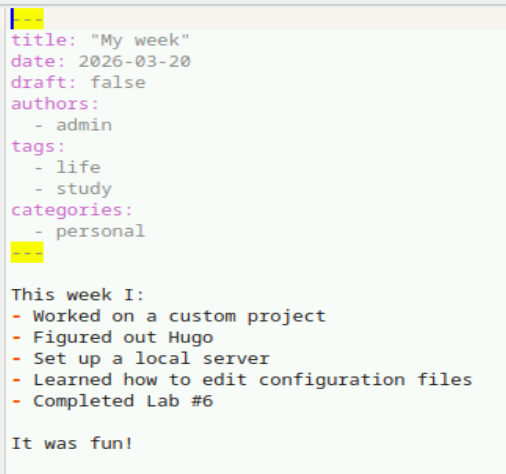 ---
title: "My week"
date: 2026-03-20
draft: false
authors:
  - admin
tags:
  - life
  - study
categories:
  - personal
---

This week I:
- Worked on a custom project
- Figured out Hugo
- Set up a local server
- Learned how to edit configuration files
- Completed Lab #6

It was fun!